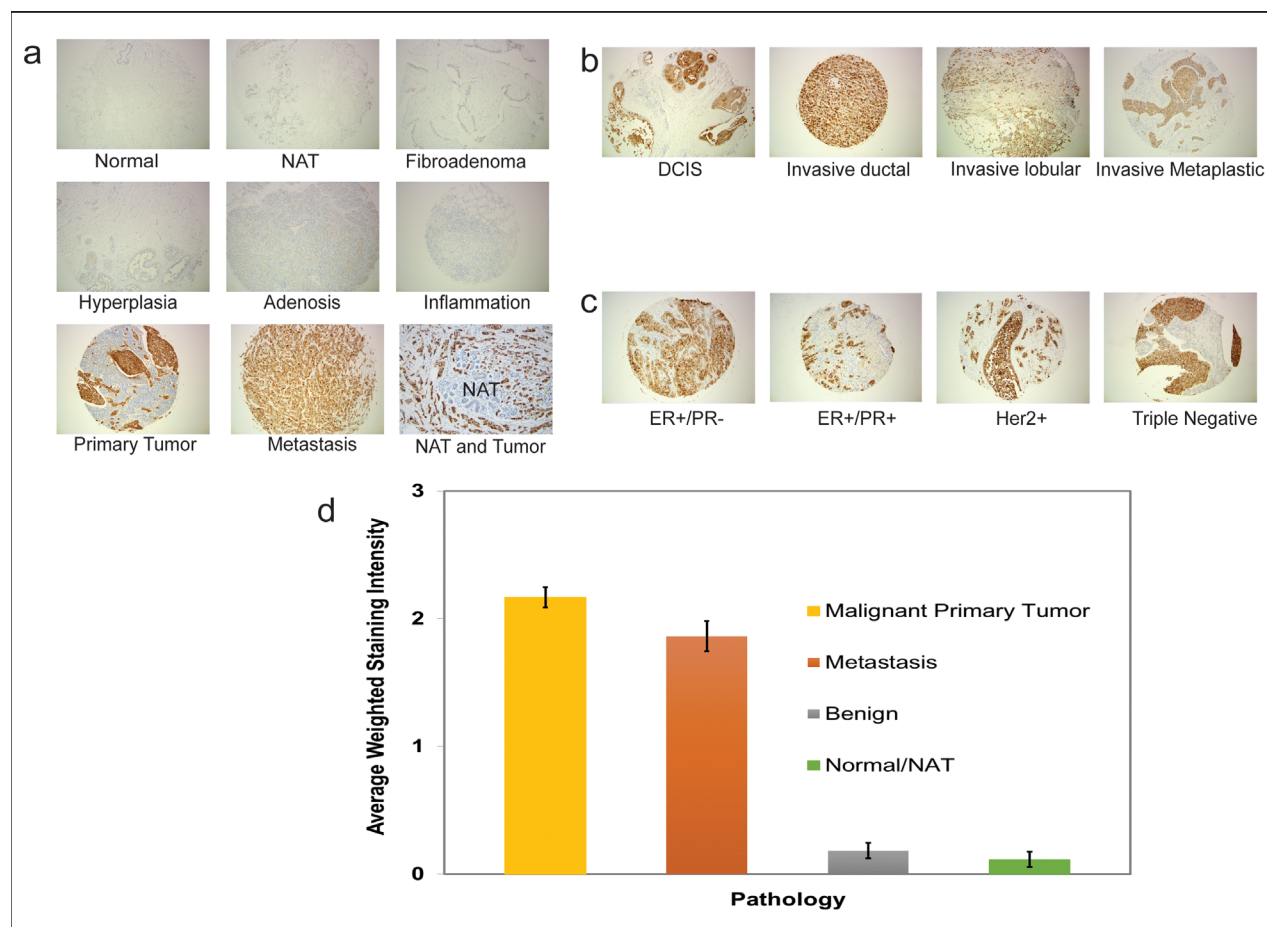 a
Normal
NAT
Fibroadenoma
Hyperplasia
Adenosis
Inflammation
NAT
Primary Tumor
Metastasis
NAT and Tumor
b
DCIS
Invasive ductal
Invasive lobular
Invasive Metaplastic
c
ER+/PR-
ER+/PR+
Her2+
Triple Negative
d
Average Weighted Staining Intensity
3
2
1
0
Malignant Primary Tumor
Metastasis
Benign
Normal/NAT
Pathology